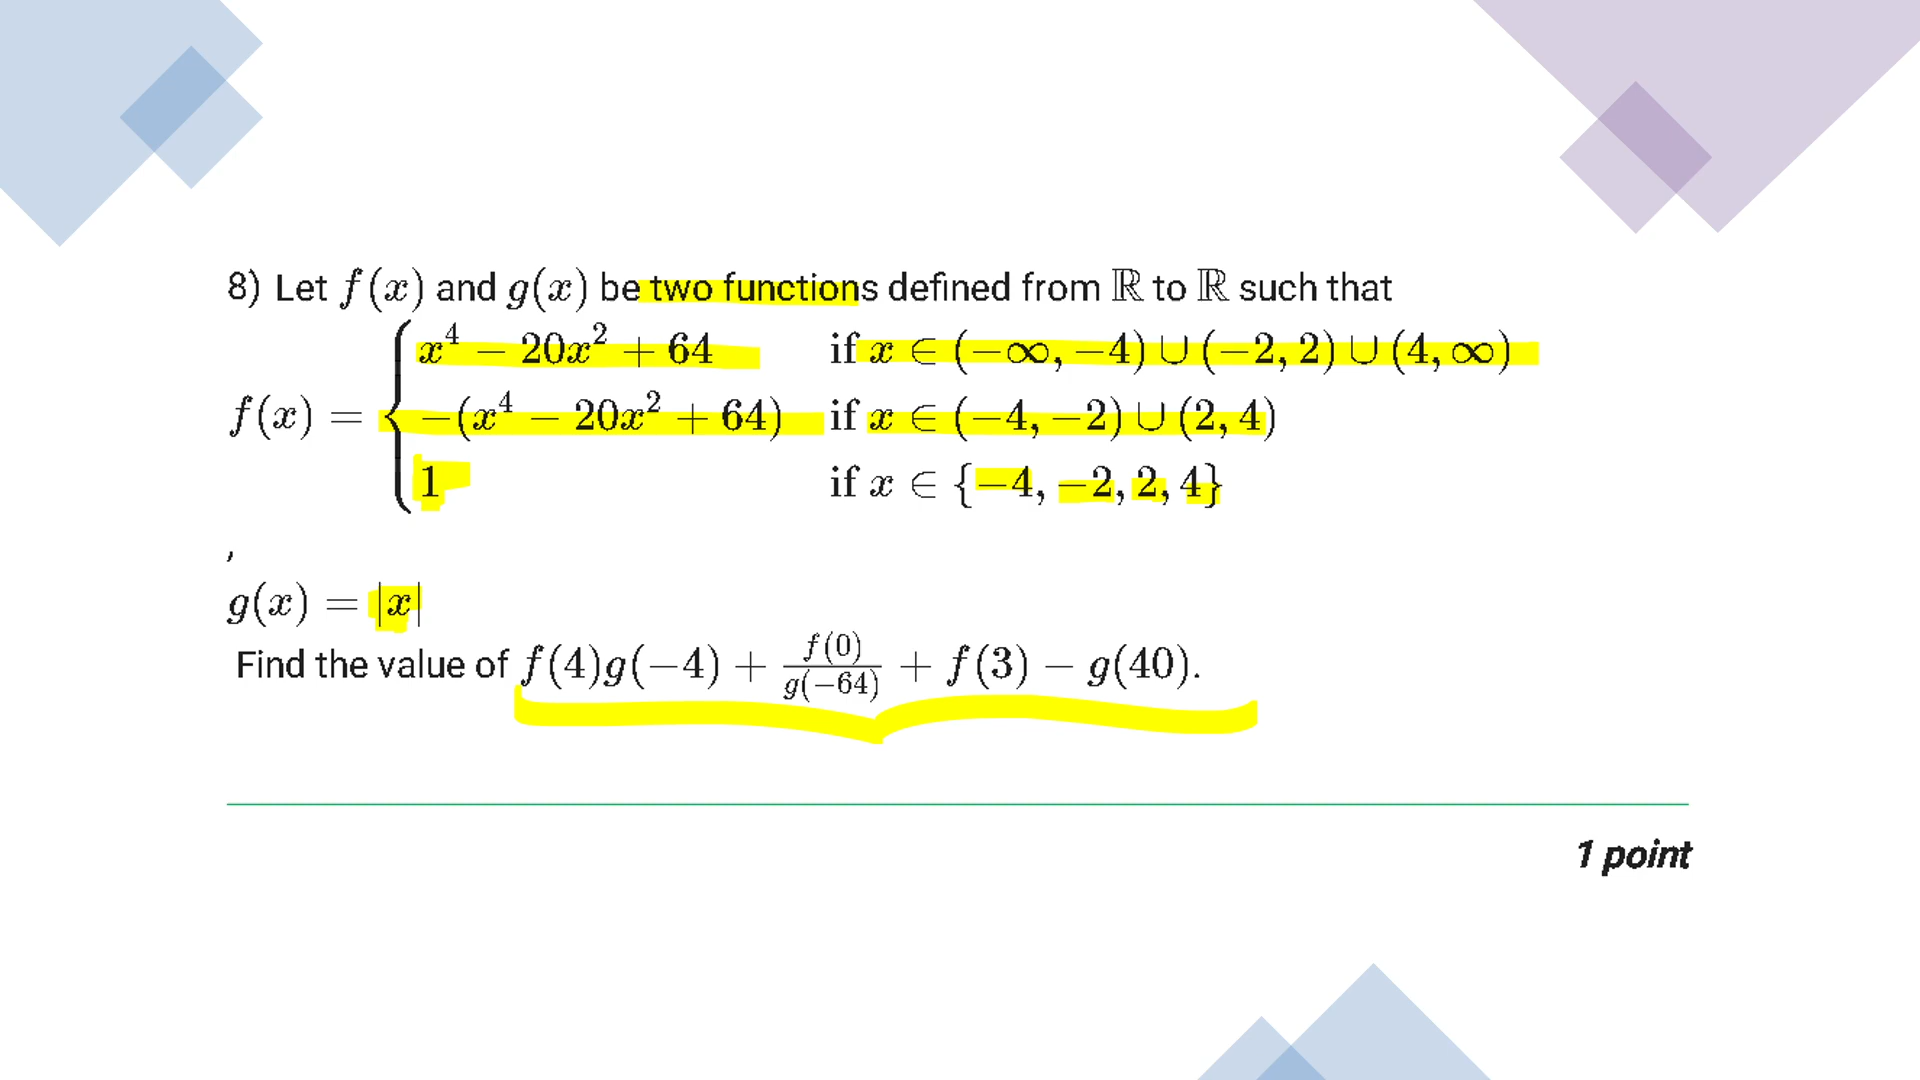 8) Let f(x) and g(x) be two functions defined from ℝ to ℝ such that
f(x) = { x⁴ − 20x² + 64 if x ∈ (−∞, −4) ∪ (−2, 2) ∪ (4, ∞)
−(x⁴ − 20x² + 64) if x ∈ (−4, −2) ∪ (2, 4)
1 if x ∈ {−4, −2, 2, 4}
,
g(x) = |x|
Find the value of f(4)g(−4) + f(0)/g(−64) + f(3) − g(40).
1 point